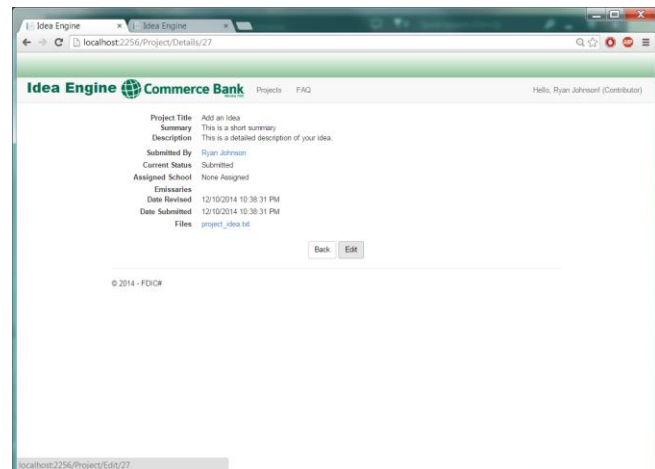 Idea Engine
Idea Engine
localhost:2256/Project/Details/27
Idea Engine Commerce Bank Projects FAQ Hello, Ryan Johnson! (Contributor)
Member FDIC
Project Title Add an Idea
Summary This is a short summary
Description This is a detailed description of your idea.
Submitted By Ryan Johnson
Current Status Submitted
Assigned School None Assigned
Emissaries
Date Revised 12/10/2014 10:38:31 PM
Date Submitted 12/10/2014 10:38:31 PM
Files project_idea.txt
Back Edit
© 2014 - FDIC#
localhost:2256/Project/Edit/27